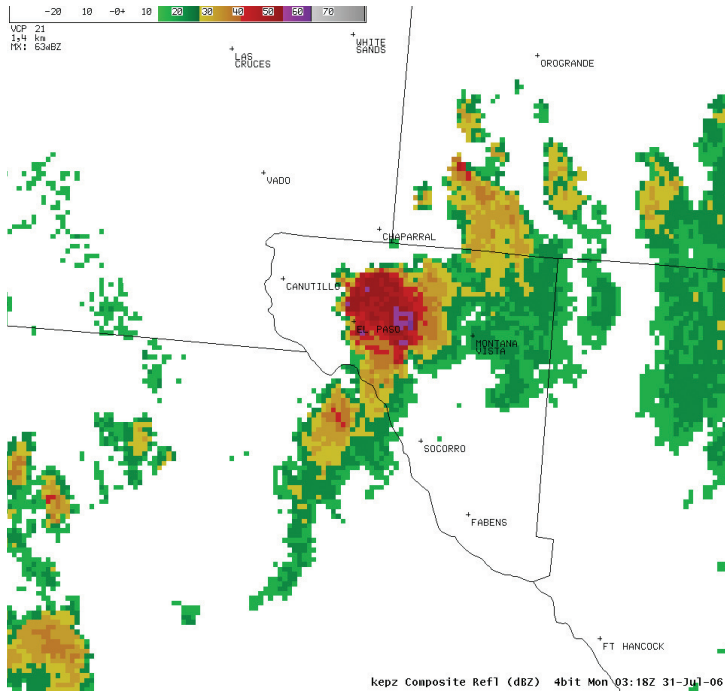 -20 10 -0+ 10 20 30 40 50 60 70
VCP 21
1,4 km
MX: 63dBZ
WHITE
SANDS
LAS
CRUCES
OROGRANDE
VADO
CHAPARRAL
CANUTILLO
EL PASO
MONTANA
VISTA
SOCORRO
FABENS
FT HANCOCK
kepz Composite Refl (dBZ) 4bit Mon 03:18Z 31-Jul-06